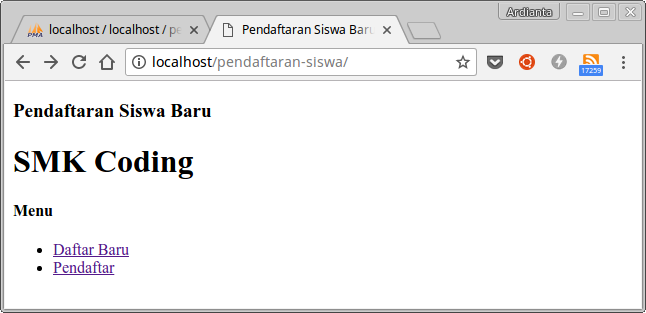 Ardianta
PMA localhost / localhost / pe
Pendaftaran Siswa Baru
localhost/pendaftaran-siswa/
17259
Pendaftaran Siswa Baru
SMK Coding
Menu
Daftar Baru
Pendaftar